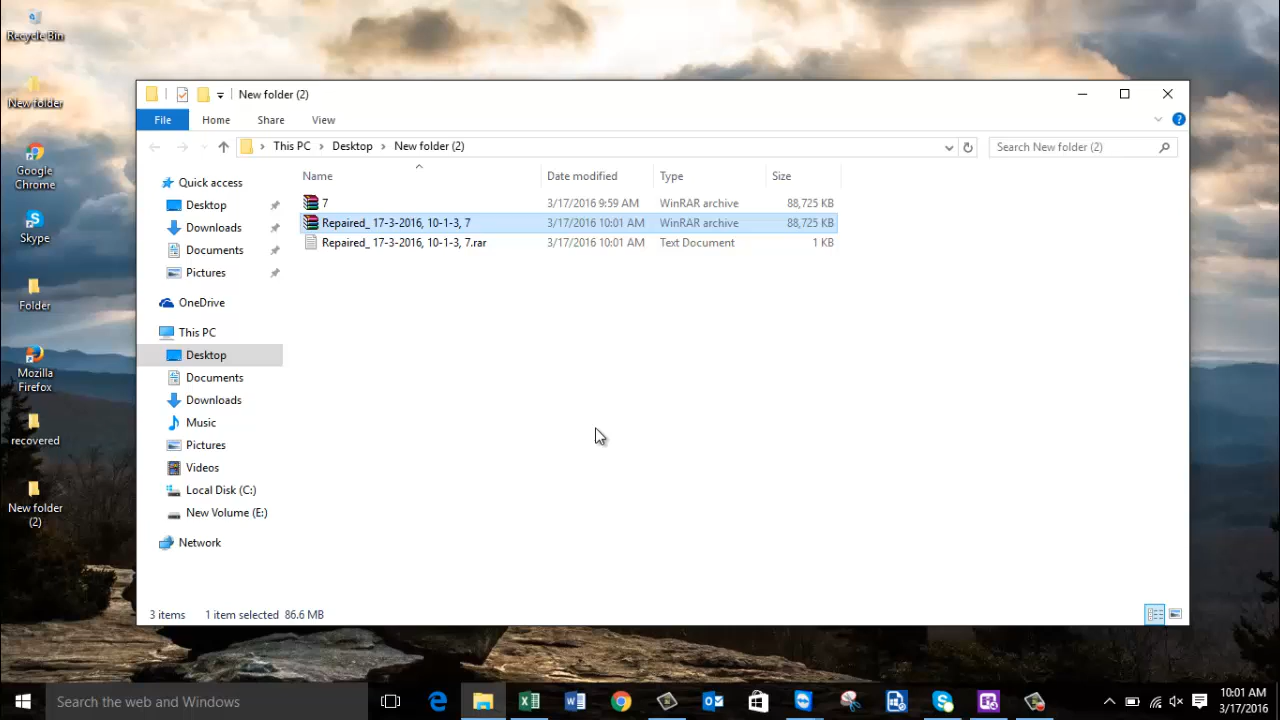 Recycle Bin
New folder
Google
Chrome
Skype
Folder
Mozilla
Firefox
recovered
New folder
(2)
New folder (2)
File
Home
Share
View
This PC
Desktop
New folder (2)
Search New folder (2)
Quick access
Desktop
Downloads
Documents
Pictures
OneDrive
This PC
Desktop
Documents
Downloads
Music
Pictures
Videos
Local Disk (C:)
New Volume (E:)
Network
Name Date modified Type Size
7 3/17/2016 9:59 AM WinRAR archive 88,725 KB
Repaired_ 17-3-2016, 10-1-3, 7 3/17/2016 10:01 AM WinRAR archive 88,725 KB
Repaired_ 17-3-2016, 10-1-3, 7.rar 3/17/2016 10:01 AM Text Document 1 KB
3 items 1 item selected 86.6 MB
Search the web and Windows
10:01 AM
3/17/2016